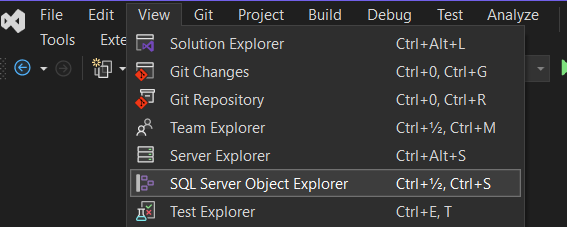 File Edit View Git Project Build Debug Test Analyze
Tools Exte
Solution Explorer Ctrl+Alt+L
Git Changes Ctrl+0, Ctrl+G
Git Repository Ctrl+0, Ctrl+R
Team Explorer Ctrl+½, Ctrl+M
Server Explorer Ctrl+Alt+S
SQL Server Object Explorer Ctrl+½, Ctrl+S
Test Explorer Ctrl+E, T